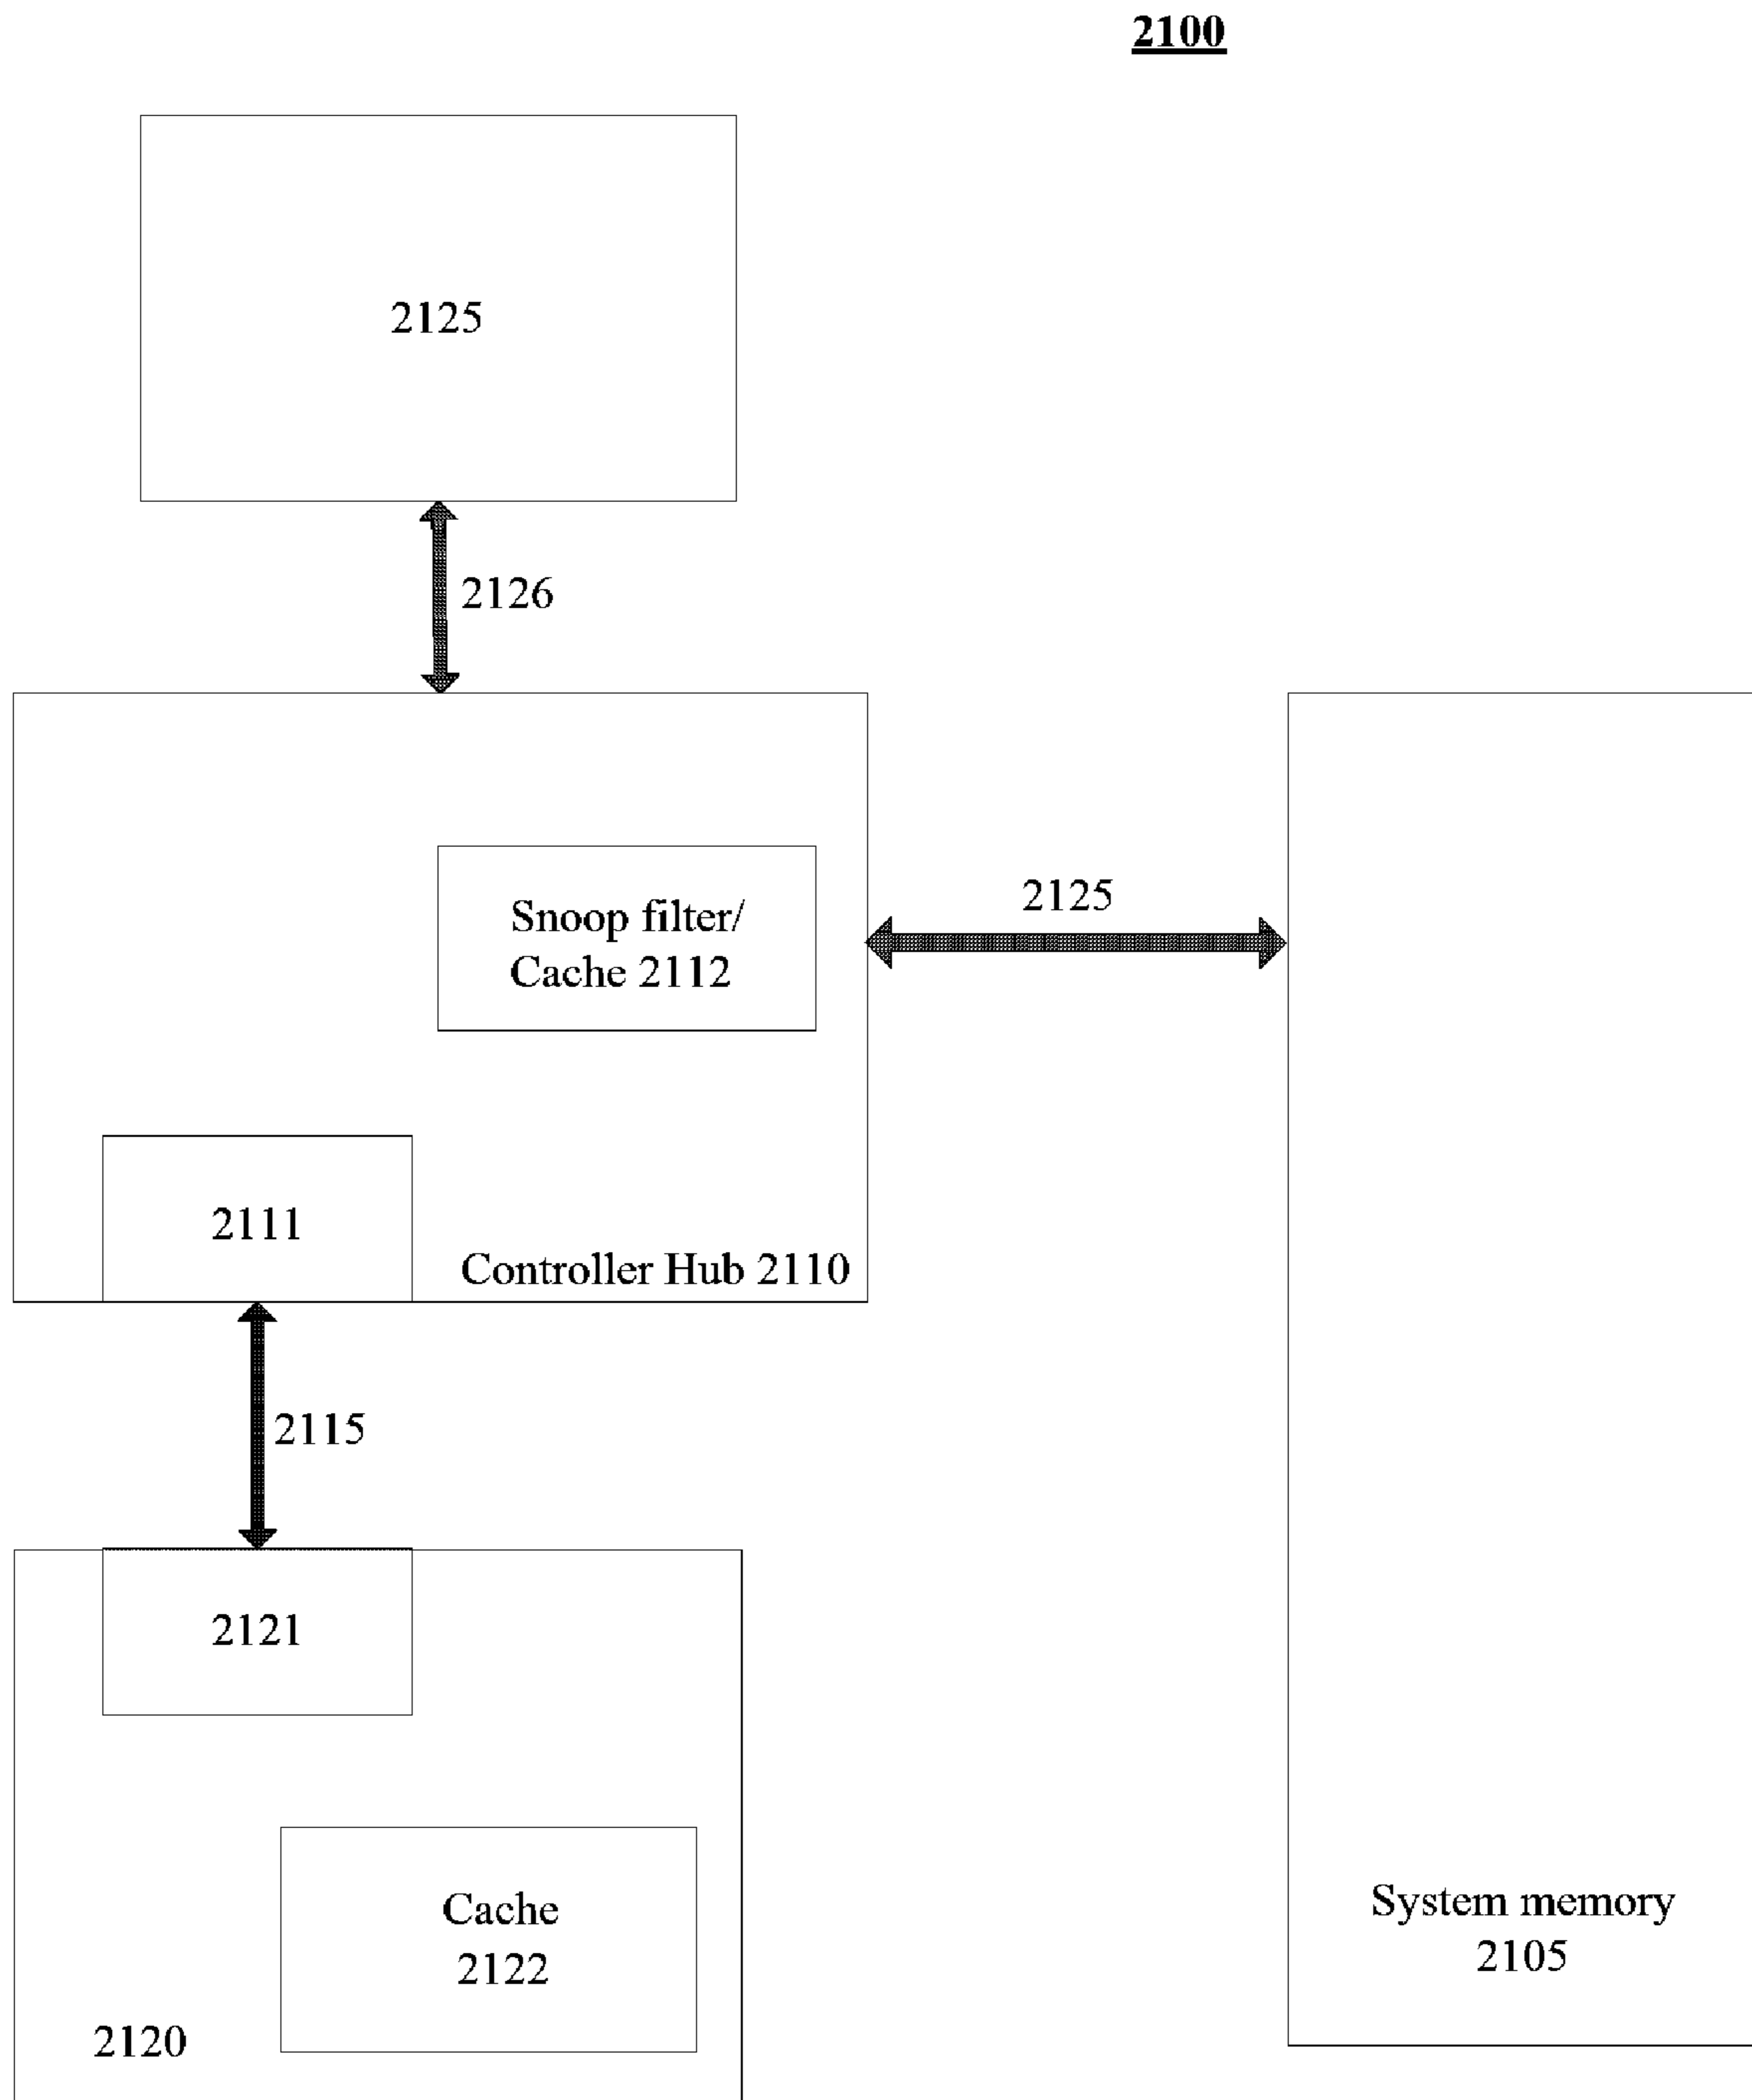 2100
2125
2126
Snoop filter/
Cache 2112
2125
2111
Controller Hub 2110
2115
2121
Cache
2122
2120
System memory
2105